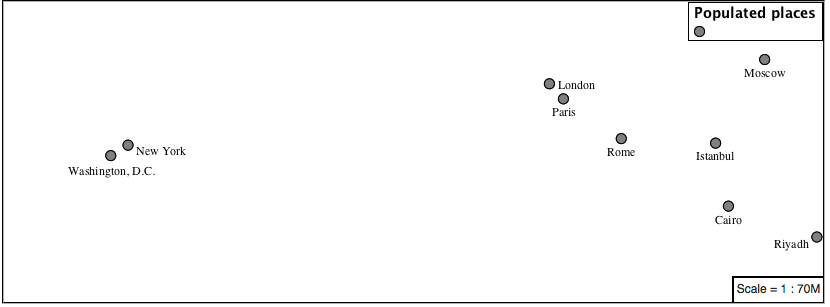 Populated places
Moscow
London
Paris
New York
Rome
Istanbul
Washington, D.C.
Cairo
Riyadh
Scale = 1 : 70M